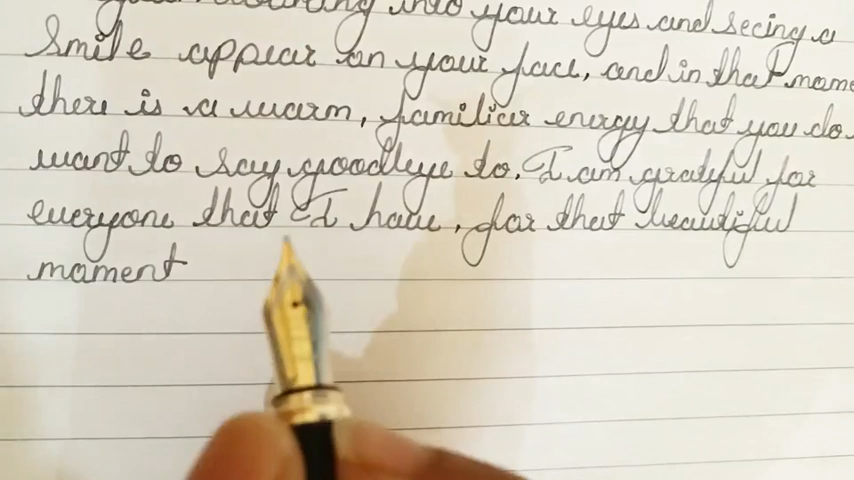 into your eyes and seeing a
Smile appear on your face, and in that mome
there is a warm, familiar energy that you do
want to say goodbye to. I am grateful for
everyone that I have, for that beautiful
moment